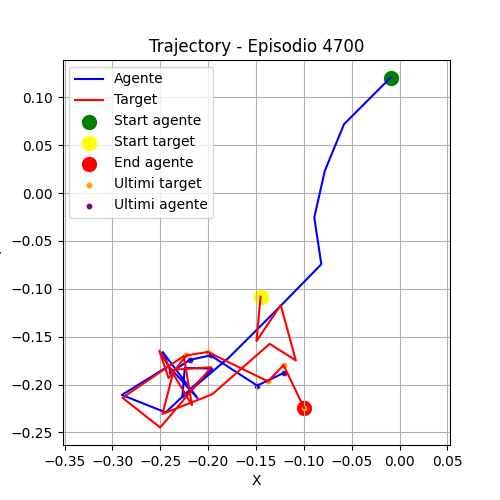 Trajectory - Episodio 4700
Agente
Target
Start agente
Start target
End agente
Ultimi target
Ultimi agente
0.10
0.05
0.00
−0.05
−0.10
−0.15
−0.20
−0.25
−0.35 −0.30 −0.25 −0.20 −0.15 −0.10 −0.05 0.00 0.05
X